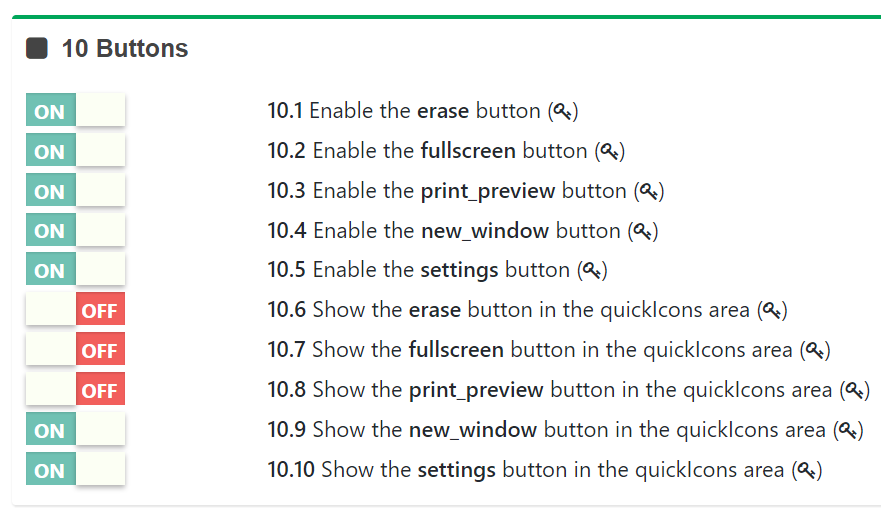 10 Buttons
ON 10.1 Enable the erase button ()
ON 10.2 Enable the fullscreen button ()
ON 10.3 Enable the print_preview button ()
ON 10.4 Enable the new_window button ()
ON 10.5 Enable the settings button ()
OFF 10.6 Show the erase button in the quickIcons area ()
OFF 10.7 Show the fullscreen button in the quickIcons area ()
OFF 10.8 Show the print_preview button in the quickIcons area ()
ON 10.9 Show the new_window button in the quickIcons area ()
ON 10.10 Show the settings button in the quickIcons area ()